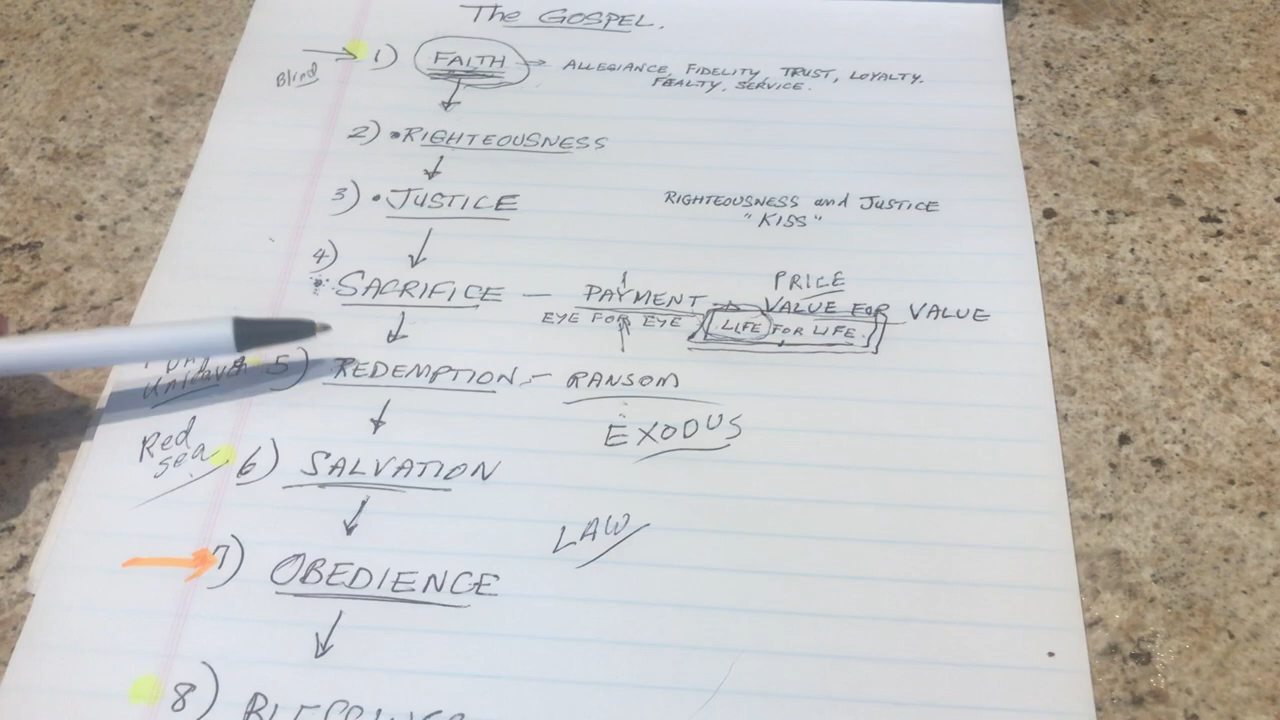 The GOSPEL.
Blind 1) FAITH → ALLEGIANCE, FIDELITY, TRUST, LOYALTY.
FEALTY, SERVICE.
2) •RIGHTEOUSNESS
3) •JUSTICE
RIGHTEOUSNESS and JUSTICE
"KISS"
4)
PRICE
SACRIFICE — PAYMENT → VALUE FOR VALUE
EYE FOR EYE LIFE FOR LIFE.
5) REDEMPTION - RANSOM
EXODUS
Red
sea
6) SALVATION
LAW
7) OBEDIENCE
8)